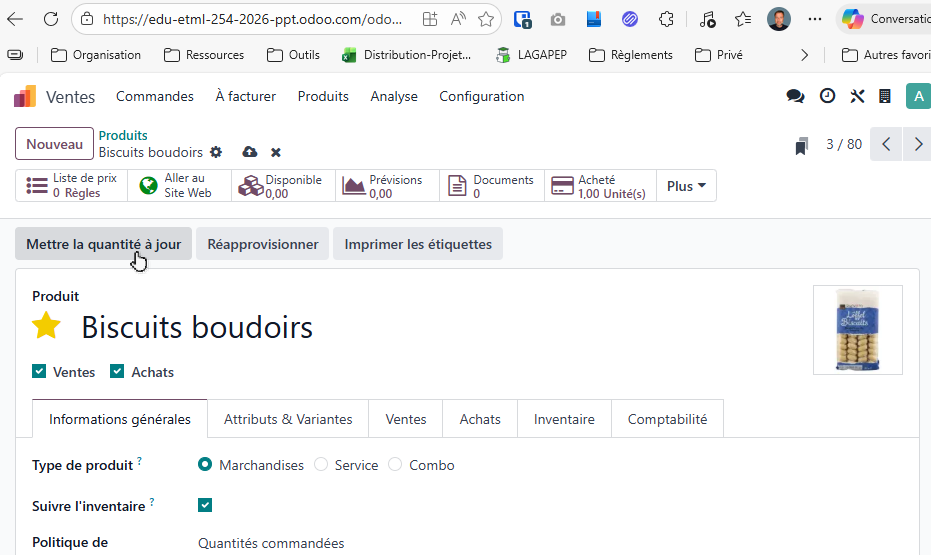 https://edu-etml-254-2026-ppt.odoo.com/odo...
Conversatio
Organisation
Ressources
Outils
Distribution-Projet...
LAGAPEP
Règlements
Privé
Autres favori
Ventes
Commandes
À facturer
Produits
Analyse
Configuration
A
Nouveau
Produits
Biscuits boudoirs
3 / 80
Liste de prix
0 Règles
Aller au
Site Web
Disponible
0,00
Prévisions
0,00
Documents
0
Acheté
1,00 Unité(s)
Plus
Mettre la quantité à jour
Réapprovisionner
Imprimer les étiquettes
Produit
Biscuits boudoirs
Löffel
Biscuits
Ventes
Achats
Informations générales
Attributs & Variantes
Ventes
Achats
Inventaire
Comptabilité
Type de produit ?
Marchandises
Service
Combo
Suivre l'inventaire ?
Politique de
Quantités commandées